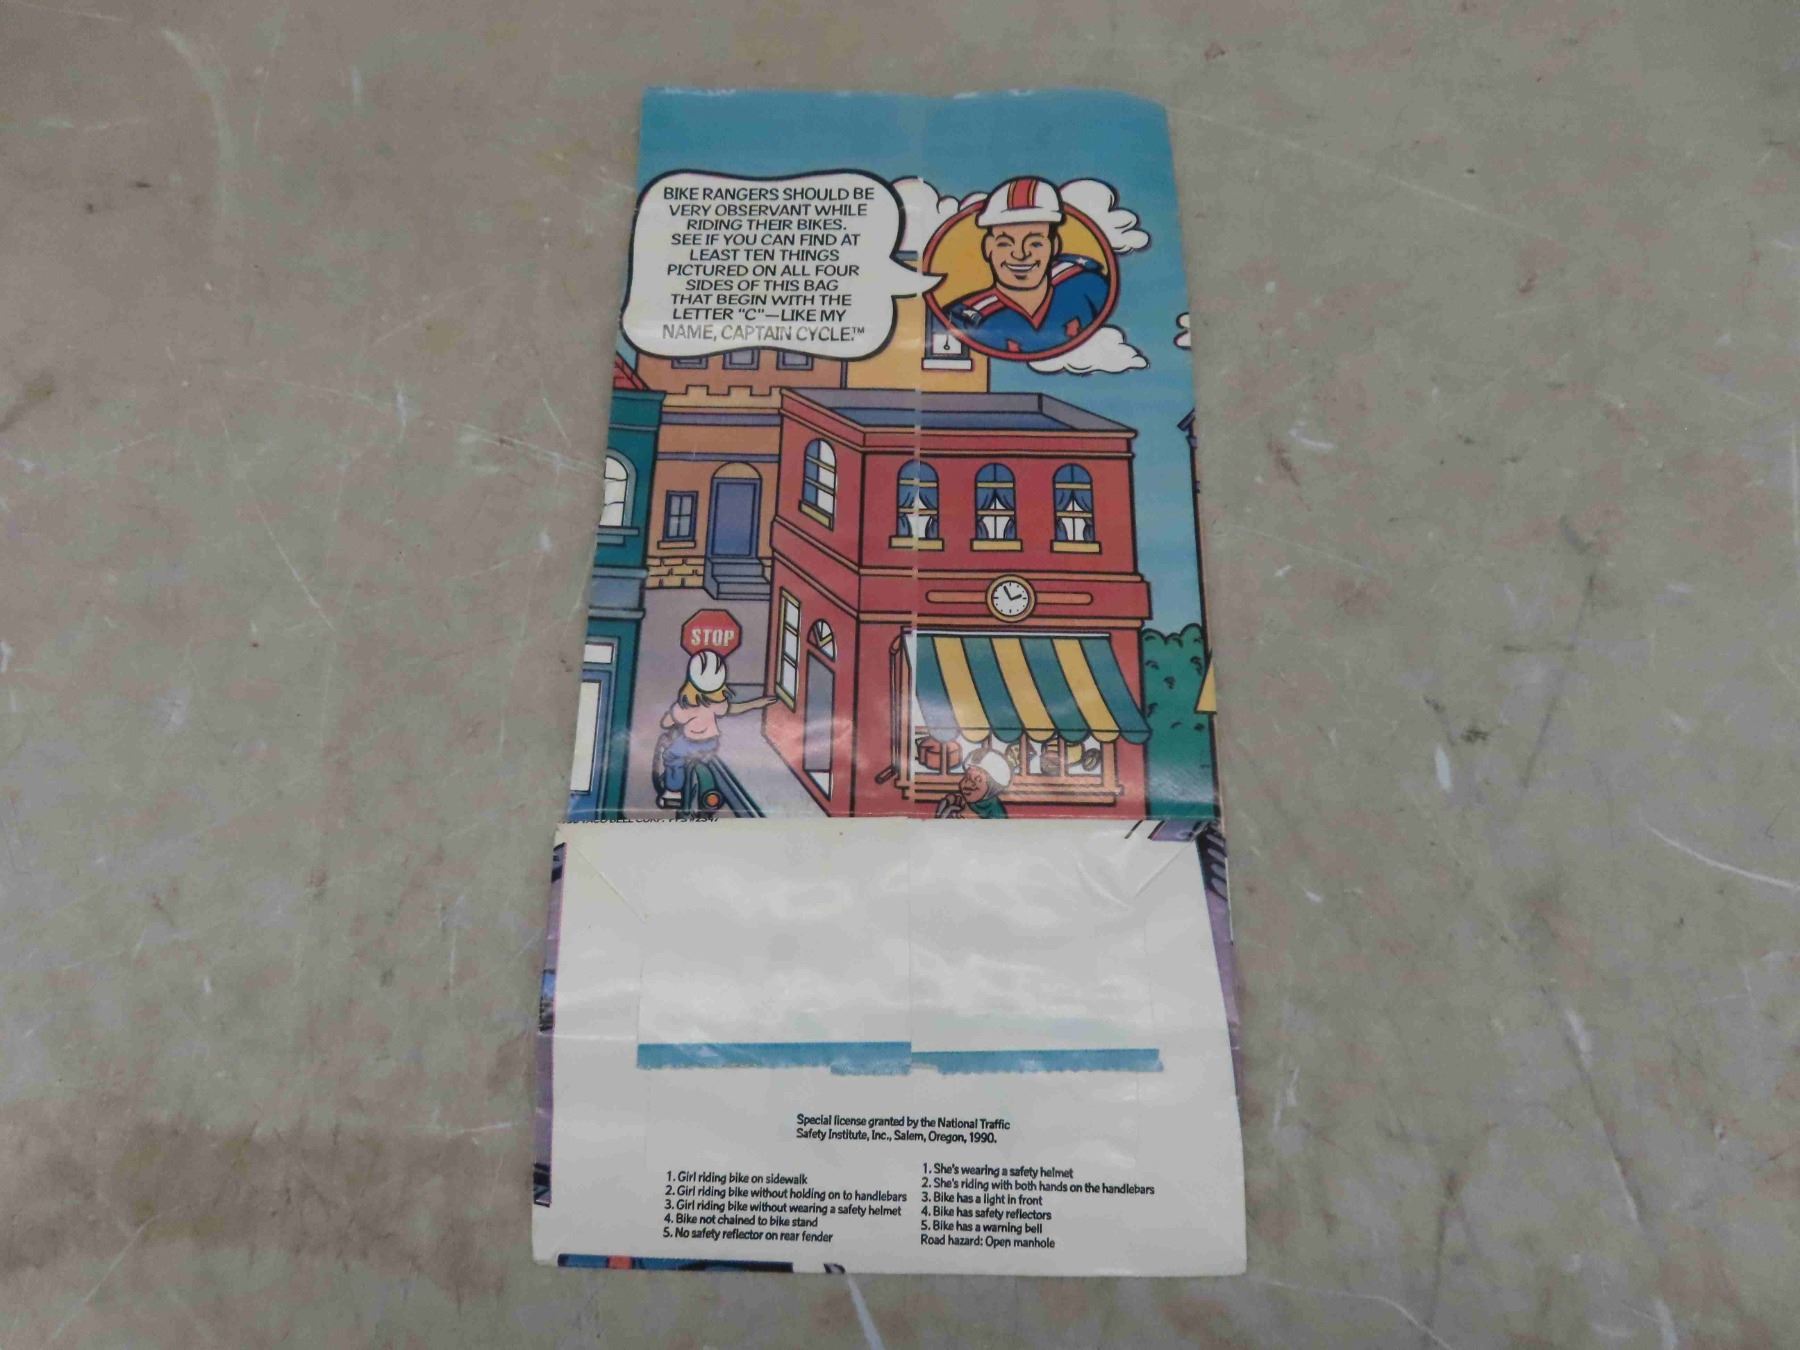 BIKE RANGERS SHOULD BE
VERY OBSERVANT WHILE
RIDING THEIR BIKES.
SEE IF YOU CAN FIND AT
LEAST TEN THINGS
PICTURED ON ALL FOUR
SIDES OF THIS BAG
THAT BEGIN WITH THE
LETTER "C"—LIKE MY
NAME, CAPTAIN CYCLE.™
STOP
TACO BELL CORP.
Special license granted by the National Traffic
Safety Institute, Inc., Salem, Oregon, 1990.
1. Girl riding bike on sidewalk
2. Girl riding bike without holding on to handlebars
3. Girl riding bike without wearing a safety helmet
4. Bike not chained to bike stand
5. No safety reflector on rear fender
1. She's wearing a safety helmet
2. She's riding with both hands on the handlebars
3. Bike has a light in front
4. Bike has safety reflectors
5. Bike has a warning bell
Road hazard: Open manhole